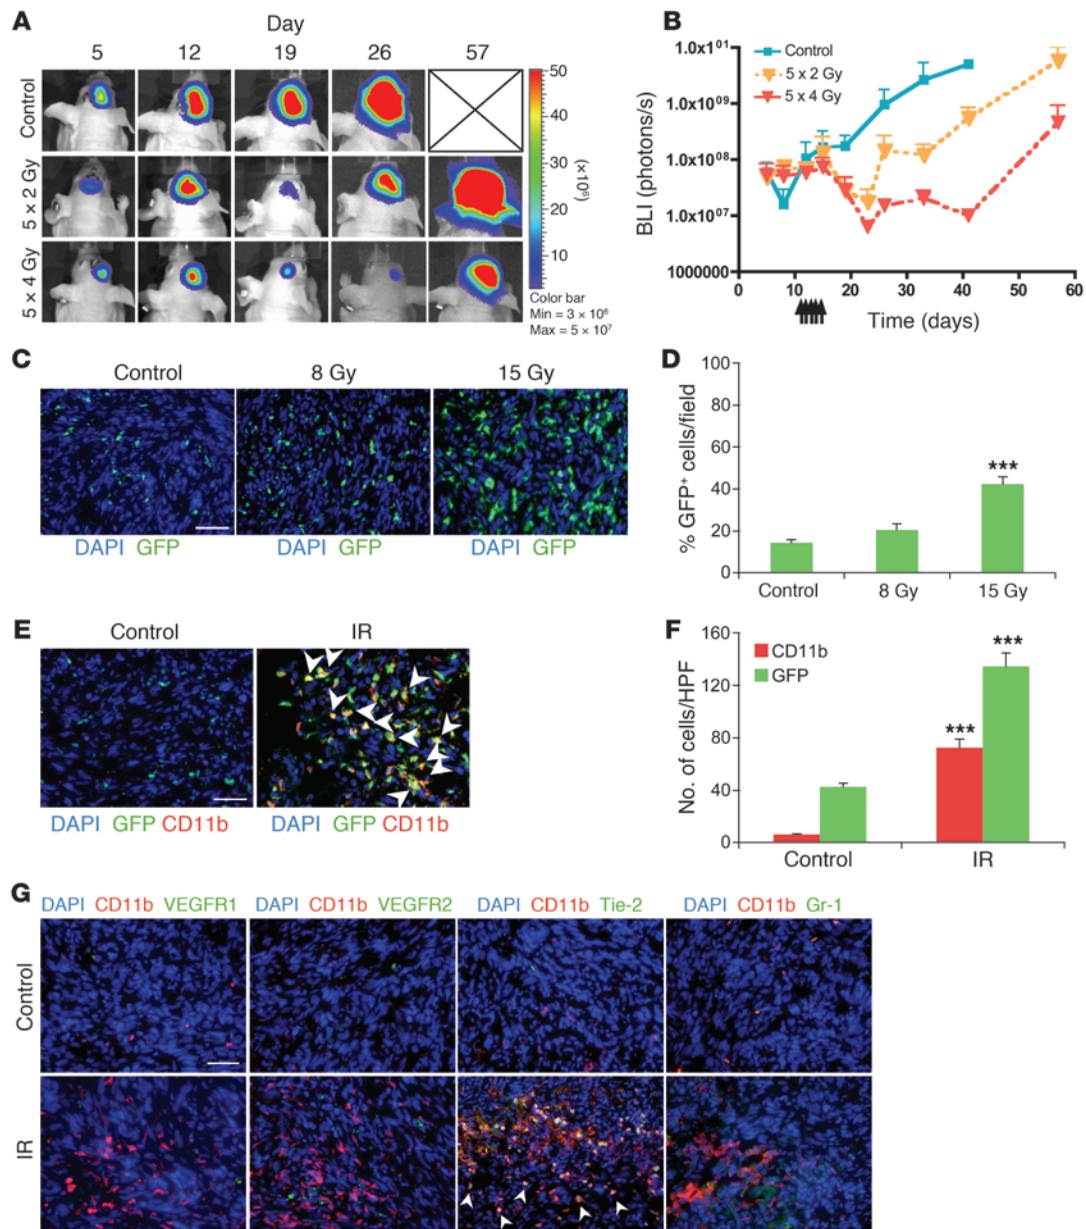 A
Day
5 12 19 26 57
Control
5 × 2 Gy
5 × 4 Gy
50
40
30
20
10
(×10⁶)
Color bar
Min = 3 × 10⁶
Max = 5 × 10⁷
B
Control
5 x 2 Gy
5 x 4 Gy
BLI (photons/s)
1.0x10¹
1.0x10⁰⁹
1.0x10⁰⁸
1.0x10⁰⁷
1000000
0 10 20 30 40 50 60
Time (days)
C
Control 8 Gy 15 Gy
DAPI GFP DAPI GFP DAPI GFP
D
% GFP⁺ cells/field
100
80
60
40
20
0
***
Control 8 Gy 15 Gy
E
Control IR
DAPI GFP CD11b DAPI GFP CD11b
F
No. of cells/HPF
160
120
80
40
0
CD11b
GFP
***
***
Control IR
G
DAPI CD11b VEGFR1 DAPI CD11b VEGFR2 DAPI CD11b Tie-2 DAPI CD11b Gr-1
Control
IR